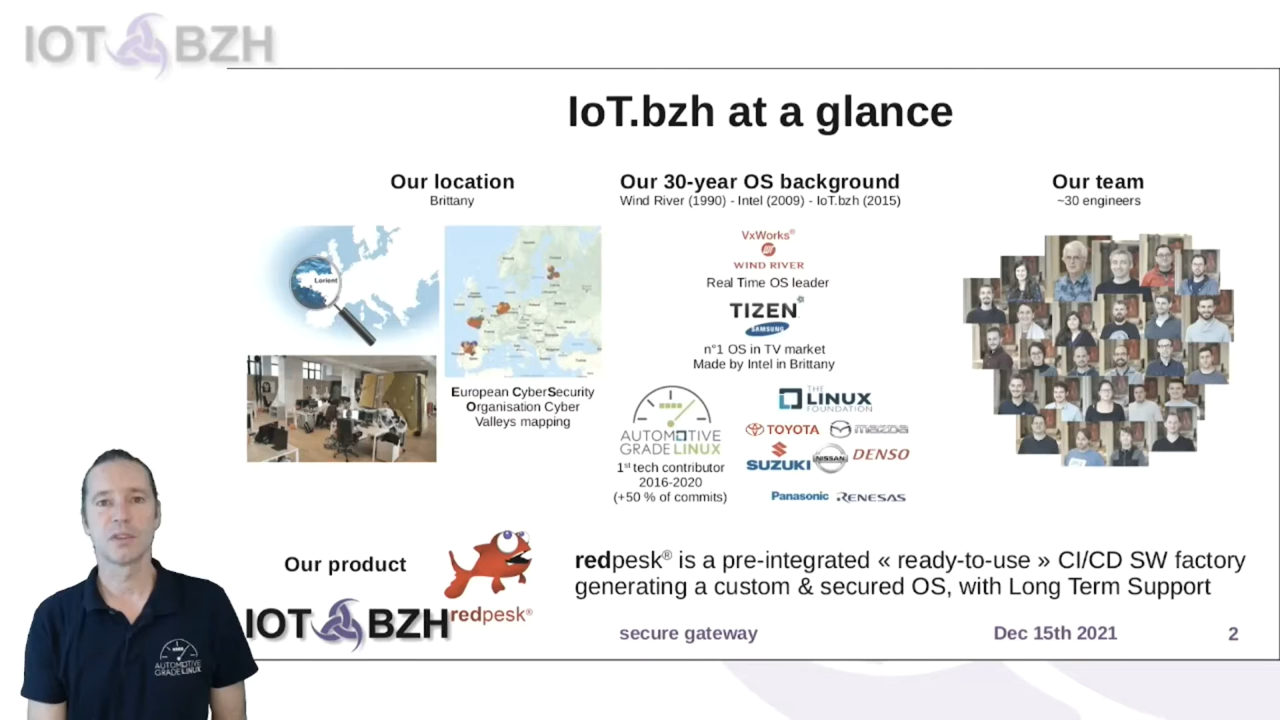 IOT BZH
IoT.bzh at a glance
Our location
Brittany
Our 30-year OS background
Wind River (1990) - Intel (2009) - IoT.bzh (2015)
Our team
~30 engineers
Lorient
European CyberSecurity
Organisation Cyber
Valleys mapping
VxWorks®
WIND RIVER
Real Time OS leader
TIZEN
SAMSUNG
n°1 OS in TV market
Made by Intel in Brittany
AUTOMOTIVE
GRADE LINUX
1st tech contributor
2016-2020
(+50 % of commits)
THE
LINUX
FOUNDATION
TOYOTA mazda
SUZUKI NISSAN DENSO
Panasonic RENESAS
Our product
redpesk®
redpesk® is a pre-integrated « ready-to-use » CI/CD SW factory
generating a custom & secured OS, with Long Term Support
IOT BZH
secure gateway
Dec 15th 2021
2
AUTOMOTIVE
GRADE LINUX